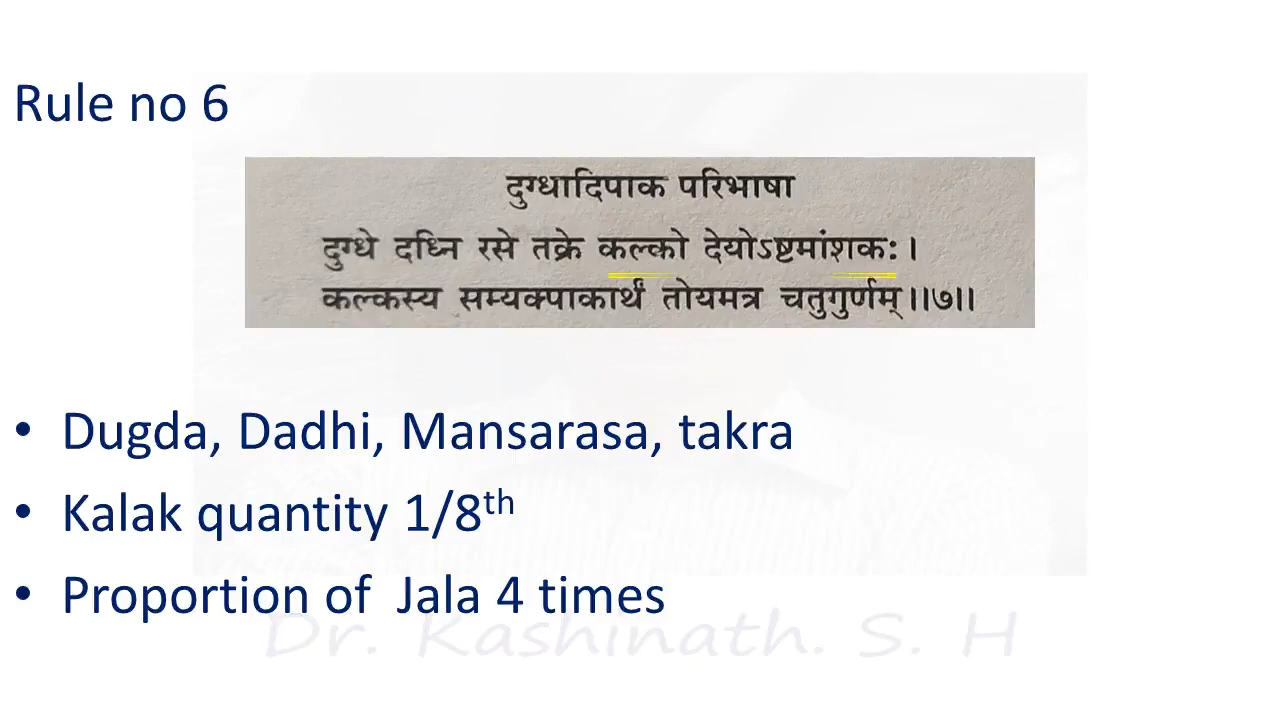 Rule no 6
दुग्धादिपाक परिभाषा
दुग्धे दध्नि रसे तक्रे कल्को देयोऽष्टमांशकः।
कल्कस्य सम्यक्पाकार्थं तोयमत्र चतुगुर्णम्।।७।।
• Dugda, Dadhi, Mansarasa, takra
• Kalak quantity 1/8th
• Proportion of Jala 4 times
Dr. Kashinath. S. H